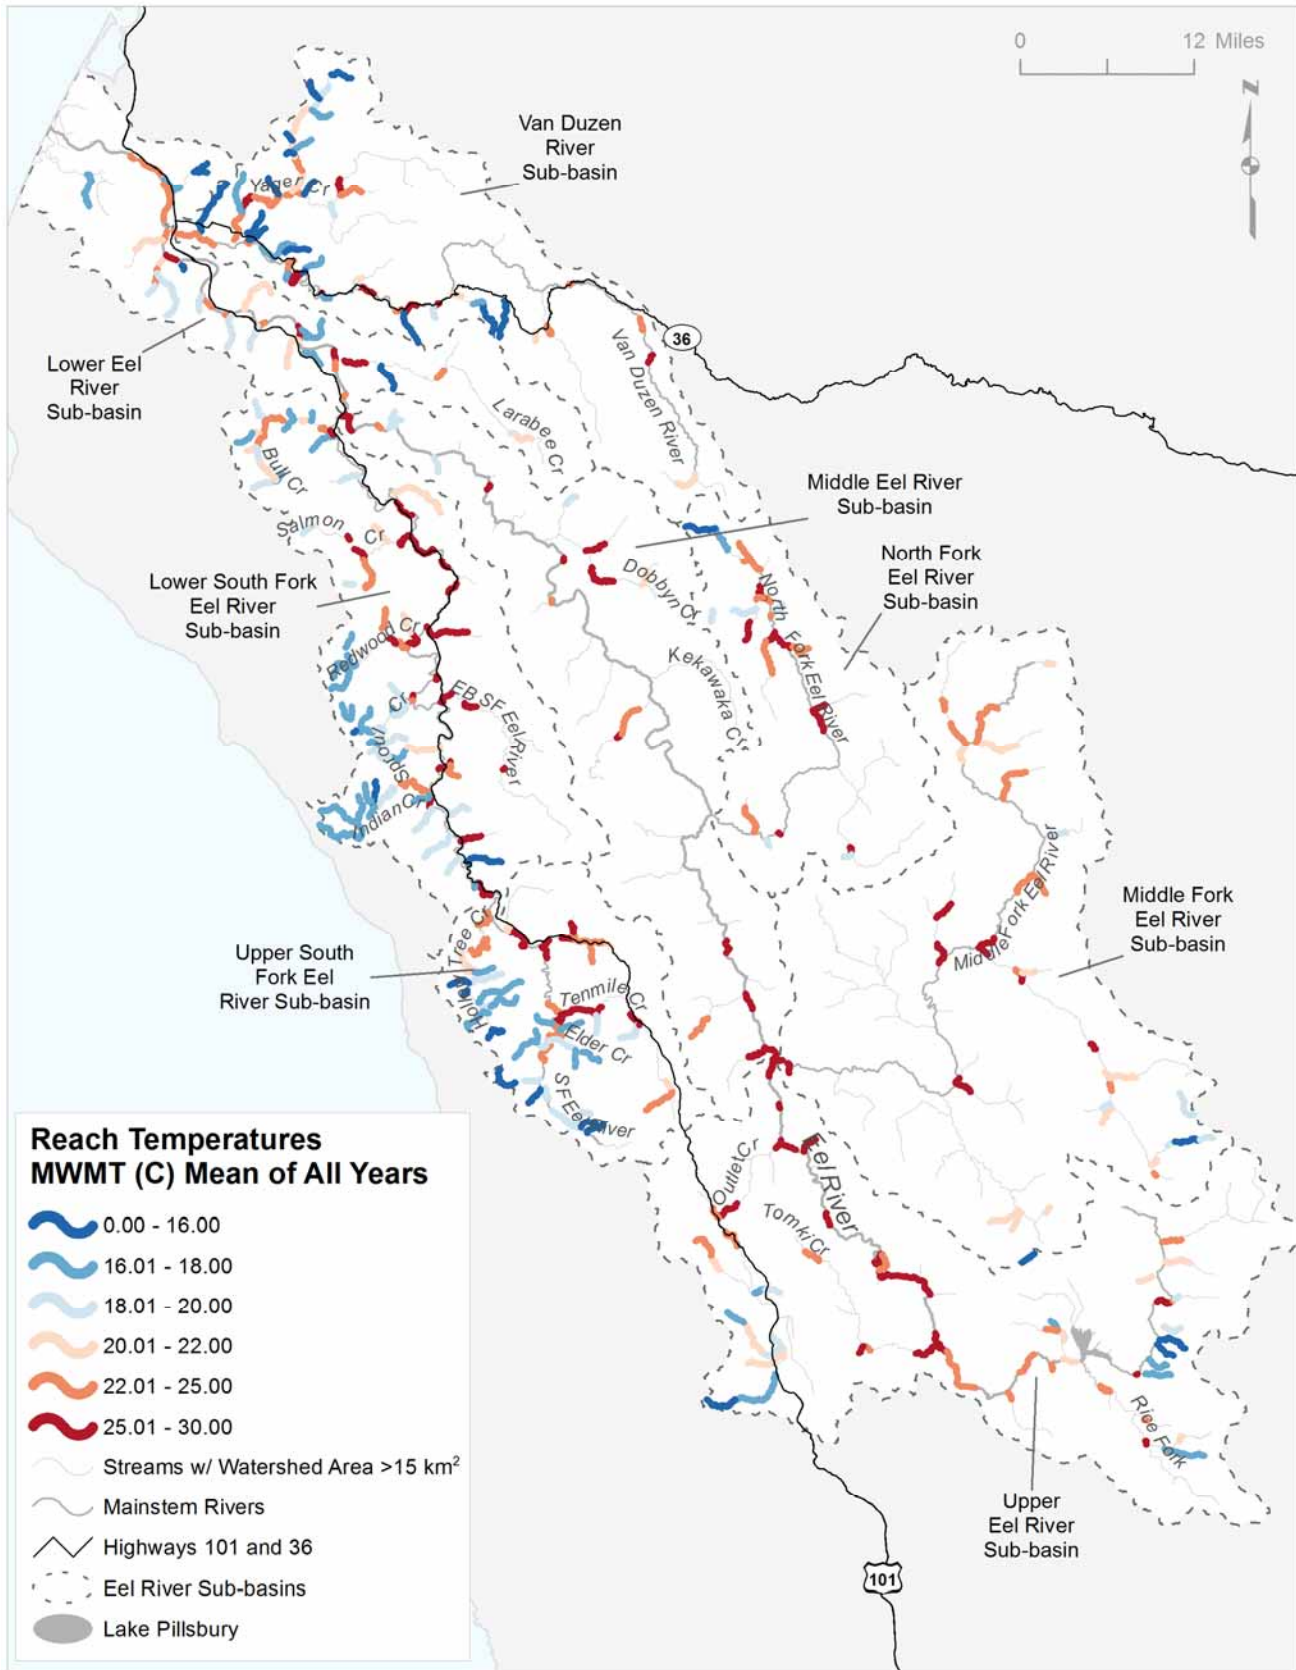 0 12 Miles
N
Van Duzen
River
Sub-basin
Yager Cr
36
Lower Eel
River
Sub-basin
Van Duzen River
Larabee Cr
Bull Cr
Middle Eel River
Sub-basin
Salmon Cr
North Fork
Eel River
Sub-basin
Lower South Fork
Eel River
Sub-basin
Dobbyn Cr
North Fork Eel River
Redwood Cr
Kekawaka Cr
EB SF Eel River
Sproul Cr
Indian Cr
Middle Fork Eel River
Middle Fork
Eel River
Sub-basin
Upper South
Fork Eel
River Sub-basin
Hollow Tree Cr
Tenmile Cr
Elder Cr
SF Eel River
Outlet Cr
Eel River
Tomki Cr
Rice Fork
Upper
Eel River
Sub-basin
101
Reach Temperatures
MWMT (C) Mean of All Years
0.00 - 16.00
16.01 - 18.00
18.01 - 20.00
20.01 - 22.00
22.01 - 25.00
25.01 - 30.00
Streams w/ Watershed Area >15 km²
Mainstem Rivers
Highways 101 and 36
Eel River Sub-basins
Lake Pillsbury